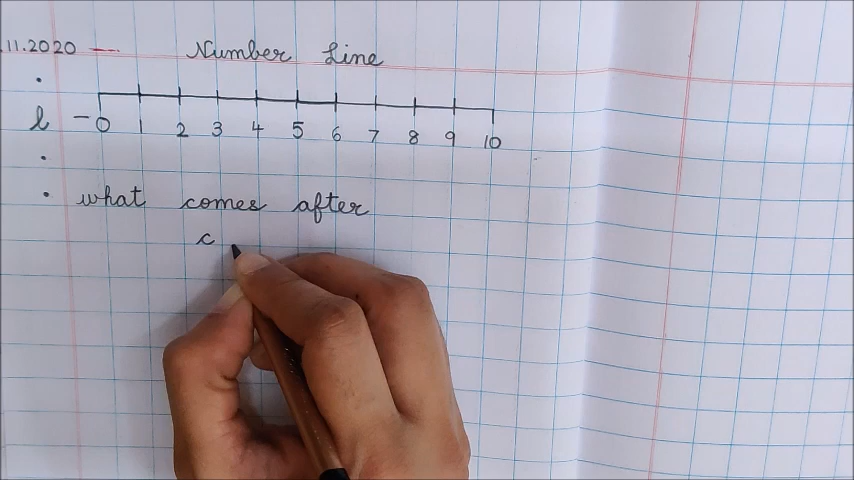 .11.2020 — Number Line
l - 0 1 2 3 4 5 6 7 8 9 10
. what comes after
c